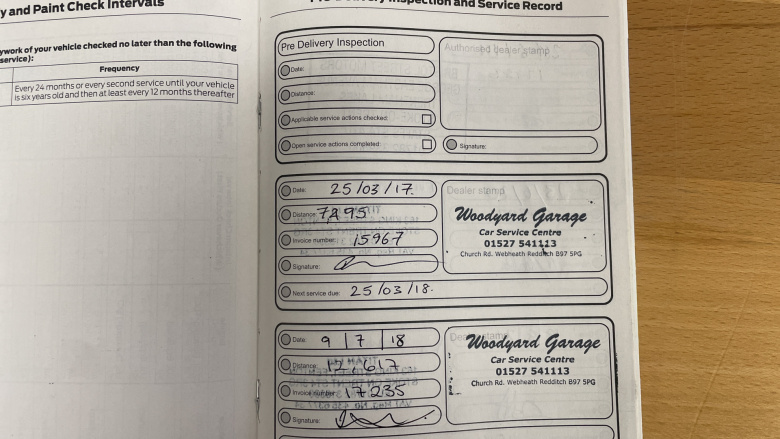 y and Paint Check Intervals
ywork of your vehicle checked no later than the following
service):
Frequency
Every 24 months or every second service until your vehicle
is six years old and then at least every 12 months thereafter
Pre Delivery Inspection and Service Record
Pre Delivery Inspection
Date:
Distance:
Applicable service actions checked:
Open service actions completed:
Authorised dealer stamp
Signature:
Date: 25/03/17.
Distance: 7295
Invoice number: 15967
Signature:
Next service due: 25/03/18.
Dealer stamp
Woodyard Garage
Car Service Centre
01527 541113
Church Rd. Webheath Redditch B97 5PG
Date: 9/7/18
Distance: 12,617
Invoice number: 17235
Signature:
Dealer stamp
Woodyard Garage
Car Service Centre
01527 541113
Church Rd. Webheath Redditch B97 5PG